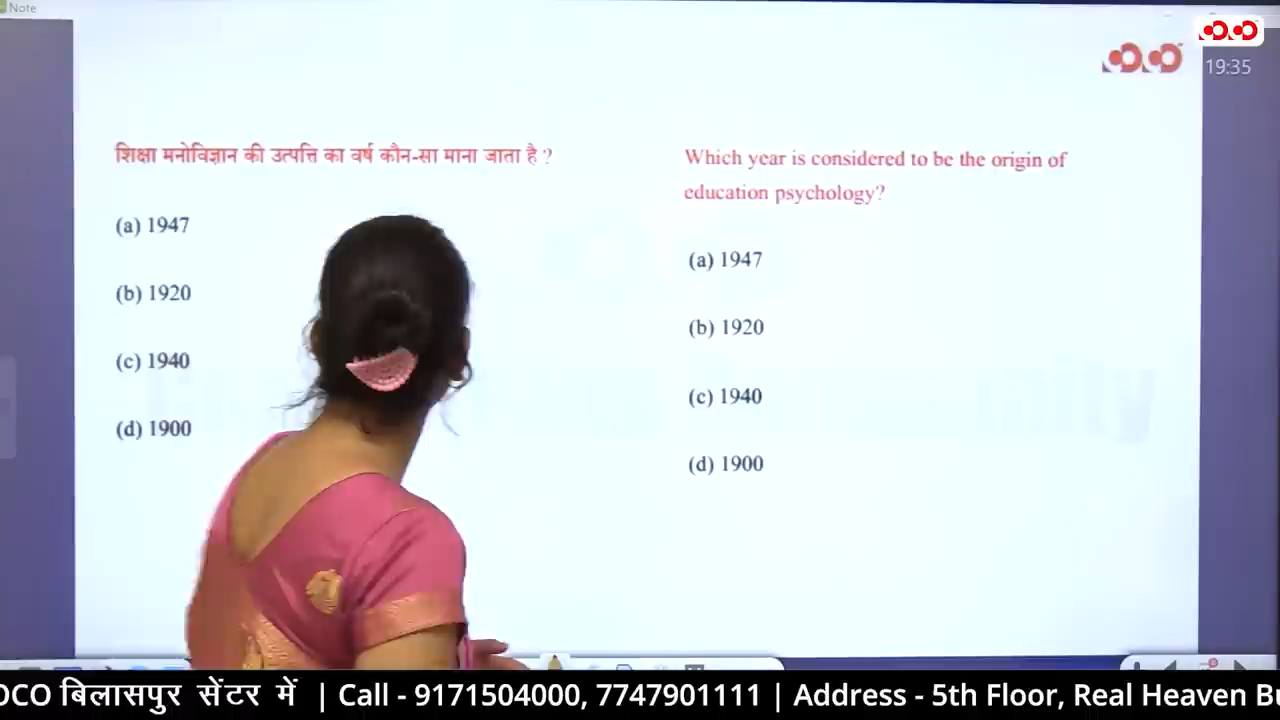 Note
19:35
शिक्षा मनोविज्ञान की उत्पत्ति का वर्ष कौन-सा माना जाता है ?
(a) 1947
(b) 1920
(c) 1940
(d) 1900
Which year is considered to be the origin of
education psychology?
(a) 1947
(b) 1920
(c) 1940
(d) 1900
OCO बिलासपुर सेंटर में | Call - 9171504000, 7747901111 | Address - 5th Floor, Real Heaven B